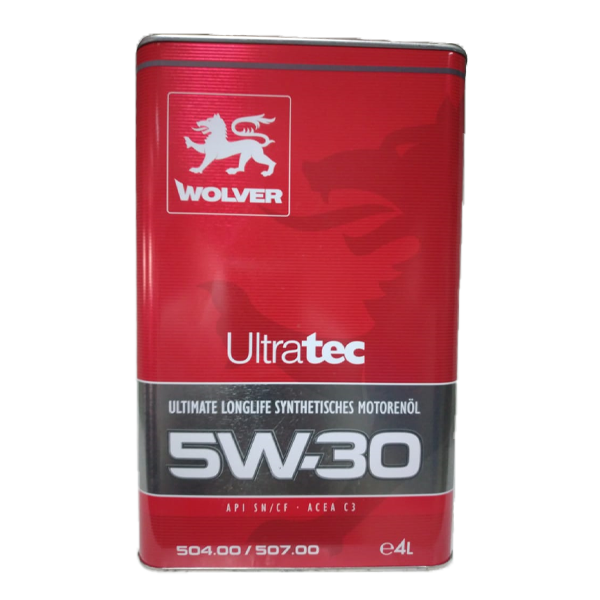 WOLVER
Ultratec
ULTIMATE LONGLIFE SYNTHETISCHES MOTORENÖL
5W-30
API SN/CF · ACEA C3
504.00 / 507.00 ℮4L